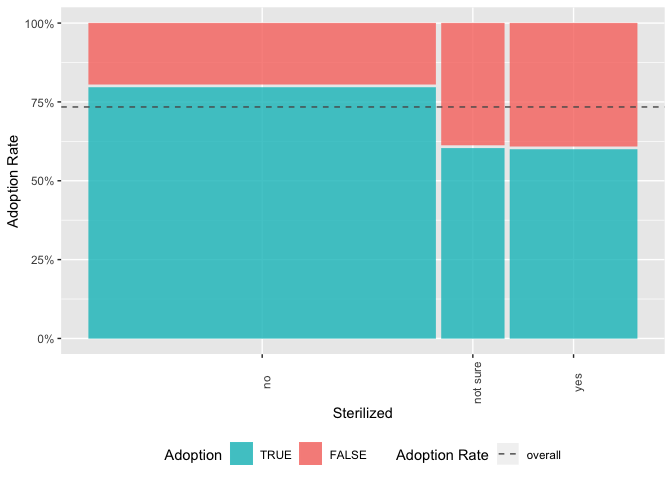 100%
75%
50%
25%
0%
Adoption Rate
no
not sure
yes
Sterilized
Adoption TRUE FALSE Adoption Rate overall